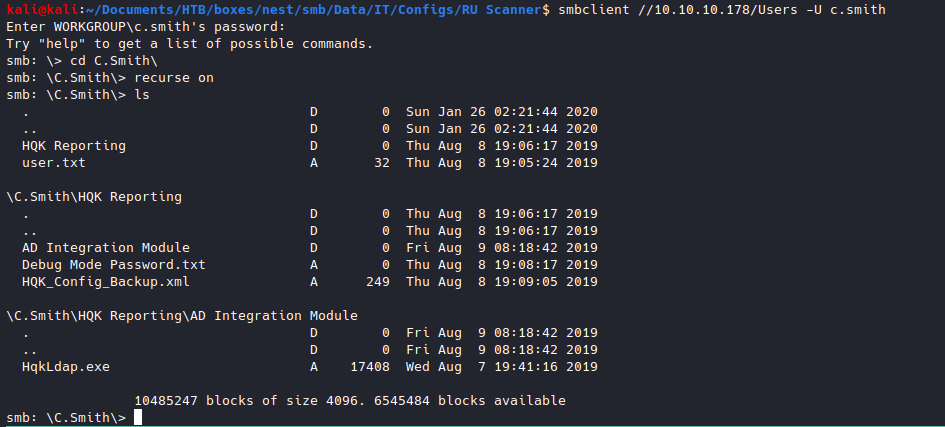 kali@kali:~/Documents/HTB/boxes/nest/smb/Data/IT/Configs/RU Scanner$ smbclient //10.10.10.178/Users -U c.smith
Enter WORKGROUP\c.smith's password:
Try "help" to get a list of possible commands.
smb: \> cd C.Smith\
smb: \C.Smith\> recurse on
smb: \C.Smith\> ls
  .                                   D        0  Sun Jan 26 02:21:44 2020
  ..                                  D        0  Sun Jan 26 02:21:44 2020
  HQK Reporting                       D        0  Thu Aug  8 19:06:17 2019
  user.txt                            A       32  Thu Aug  8 19:05:24 2019

\C.Smith\HQK Reporting
  .                                   D        0  Thu Aug  8 19:06:17 2019
  ..                                  D        0  Thu Aug  8 19:06:17 2019
  AD Integration Module               D        0  Fri Aug  9 08:18:42 2019
  Debug Mode Password.txt             A        0  Thu Aug  8 19:08:17 2019
  HQK_Config_Backup.xml               A      249  Thu Aug  8 19:09:05 2019

\C.Smith\HQK Reporting\AD Integration Module
  .                                   D        0  Fri Aug  9 08:18:42 2019
  ..                                  D        0  Fri Aug  9 08:18:42 2019
  HqkLdap.exe                         A    17408  Wed Aug  7 19:41:16 2019

                10485247 blocks of size 4096. 6545484 blocks available
smb: \C.Smith\>